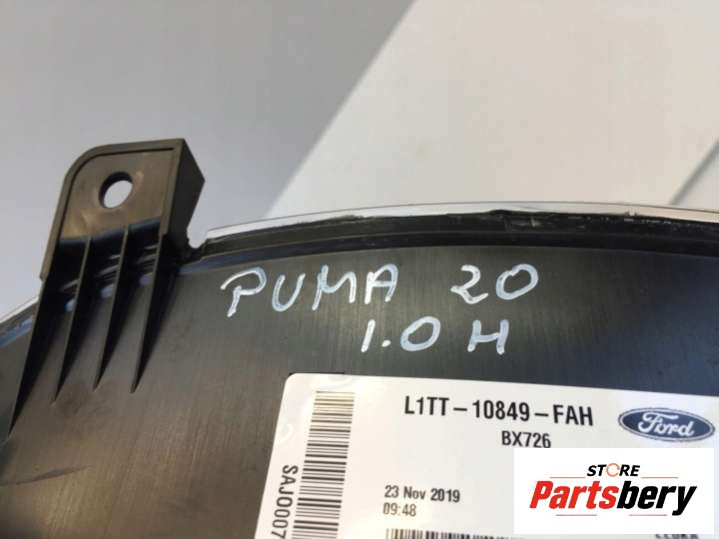 PUMA 20
1.0 H
L1TT-10849-FAH
Ford
BX726
SAJ0007
23 Nov 2019
09:48
STORE
Partsbery